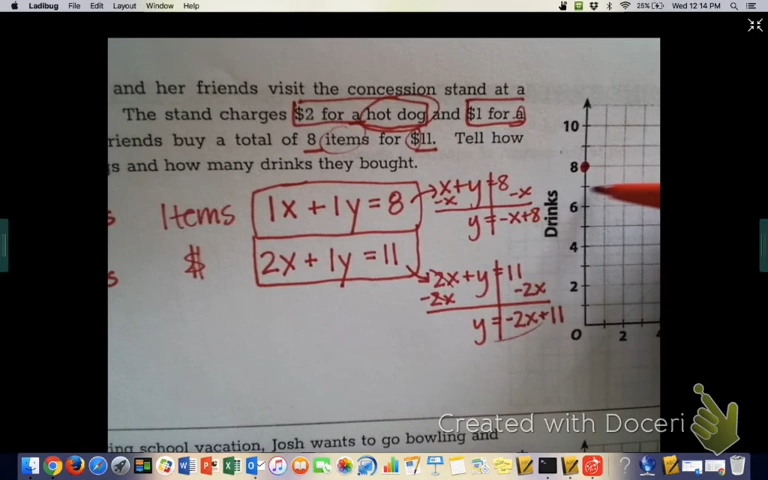 Ladibug File Edit Layout Window Help 25% Wed 12:14 PM
and her friends visit the concession stand at a
The stand charges $2 for a hot dog and $1 for a
riends buy a total of 8 items for $11. Tell how
s and how many drinks they bought.
s Items 1x + 1y = 8
x+y=8
-x -x
y=-x+8
s $ 2x + 1y = 11
2x+y=11
-2x -2x
y=-2x+11
Drinks
10
8
6
4
2
0 2
Created with Doceri
ing school vacation, Josh wants to go bowling and